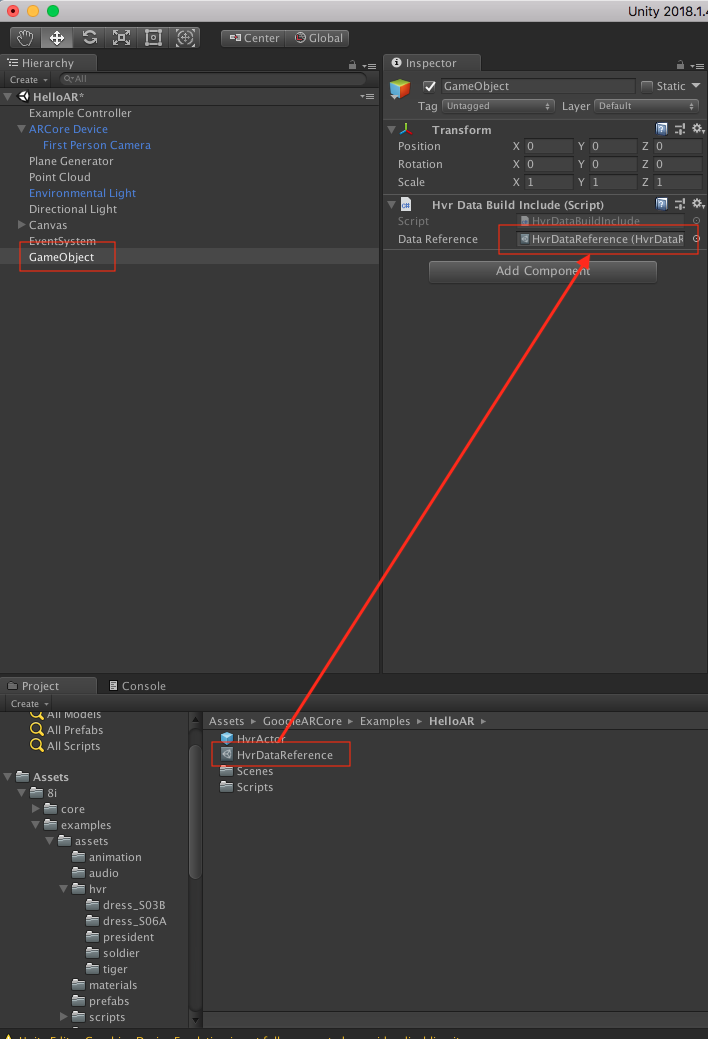 Unity 2018.1.4
Center Global
Hierarchy
Create All
HelloAR*
Example Controller
ARCore Device
First Person Camera
Plane Generator
Point Cloud
Environmental Light
Directional Light
Canvas
EventSystem
GameObject
Inspector
GameObject Static
Tag Untagged Layer Default
Transform
Position X 0 Y 0 Z 0
Rotation X 0 Y 0 Z 0
Scale X 1 Y 1 Z 1
Hvr Data Build Include (Script)
Script HvrDataBuildInclude
Data Reference HvrDataReference (HvrDataR
Add Component
Project Console
Create
All Models
All Prefabs
All Scripts
Assets
8i
core
examples
assets
animation
audio
hvr
dress_S03B
dress_S06A
president
soldier
tiger
materials
prefabs
scripts
Assets GoogleARCore Examples HelloAR
HvrActor
HvrDataReference
Scenes
Scripts